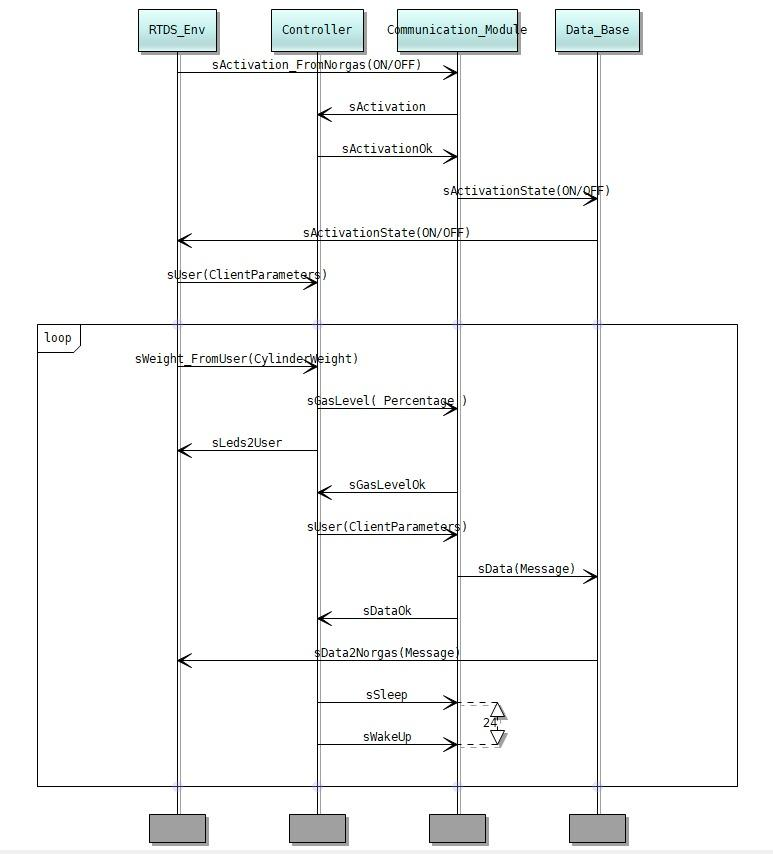 RTDS_Env
Controller
Communication_Module
Data_Base
sActivation_FromNorgas(ON/OFF)
sActivation
sActivationOk
sActivationState(ON/OFF)
sActivationState(ON/OFF)
sUser(ClientParameters)
loop
sWeight_FromUser(CylinderWeight)
sGasLevel( Percentage )
sLeds2User
sGasLevelOk
sUser(ClientParameters)
sData(Message)
sDataOk
sData2Norgas(Message)
sSleep
24
sWakeUp